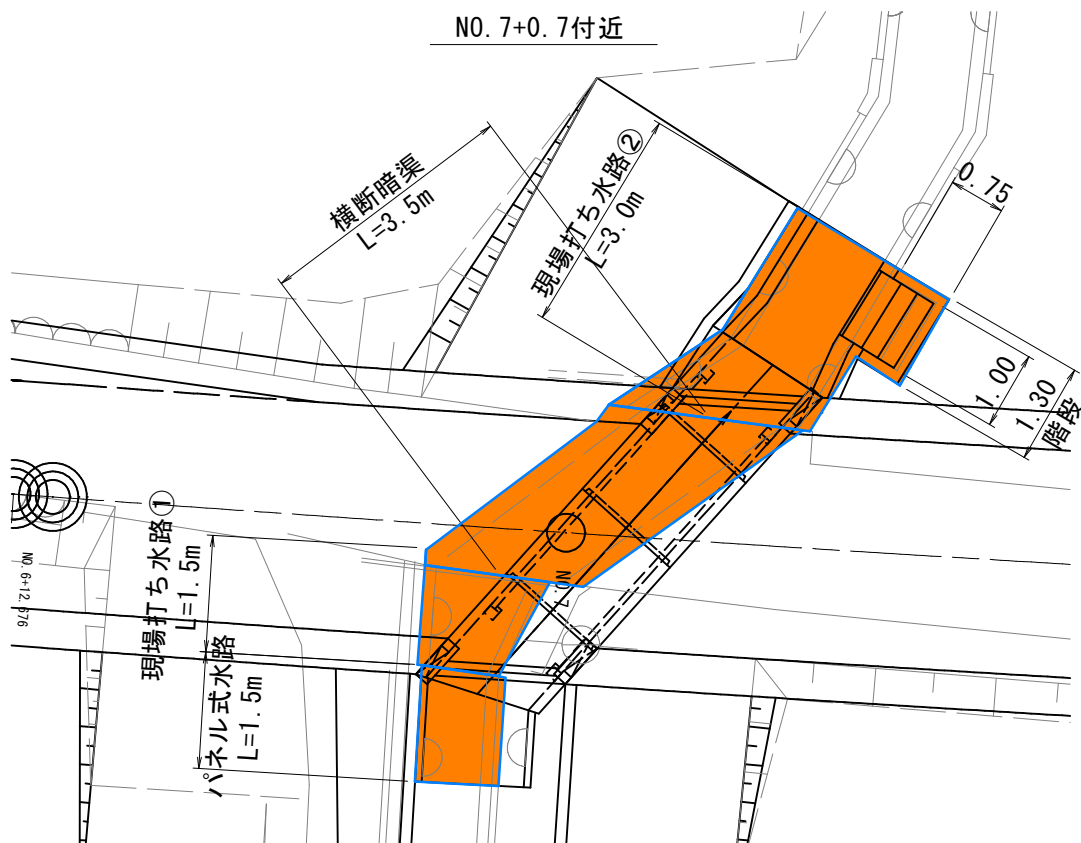 NO.7+0.7付近
横断暗渠
L=3.5m
現場打ち水路②
L=3.0m
0.75
1.00
1.30
階段
現場打ち水路①
L=1.5m
パネル式水路
L=1.5m
NO.6+12.676
NO.7